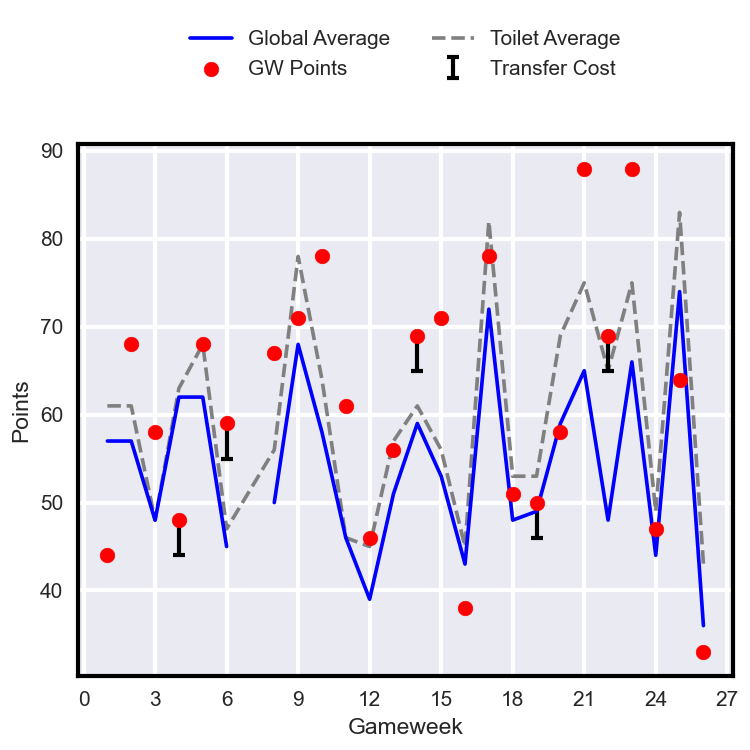 Global Average
Toilet Average
GW Points
Transfer Cost
90
80
70
60
50
40
Points
0 3 6 9 12 15 18 21 24 27
Gameweek